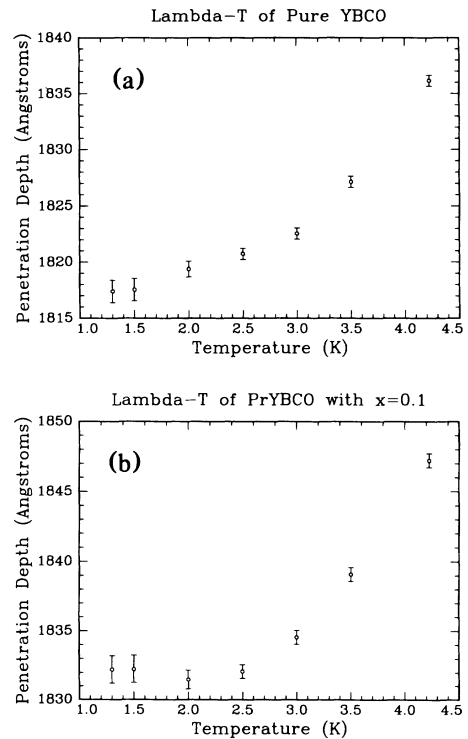 Lambda-T of Pure YBCO
(a)
Penetration Depth (Angstroms)
1840
1835
1830
1825
1820
1815
1.0 1.5 2.0 2.5 3.0 3.5 4.0 4.5
Temperature (K)
Lambda-T of PrYBCO with x=0.1
(b)
Penetration Depth (Angstroms)
1850
1845
1840
1835
1830
1.0 1.5 2.0 2.5 3.0 3.5 4.0 4.5
Temperature (K)